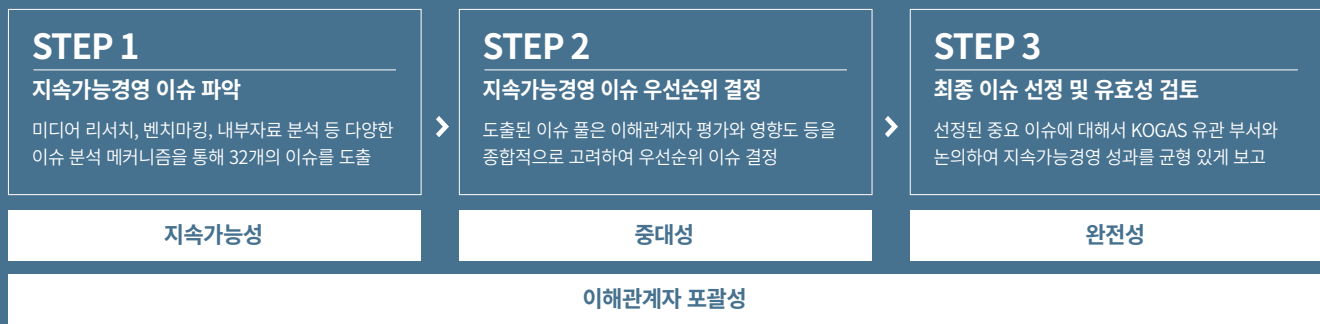 STEP 1
지속가능경영 이슈 파악
미디어 리서치, 벤치마킹, 내부자료 분석 등 다양한
이슈 분석 메커니즘을 통해 32개의 이슈를 도출
지속가능성
STEP 2
지속가능경영 이슈 우선순위 결정
도출된 이슈 풀은 이해관계자 평가와 영향도 등을
종합적으로 고려하여 우선순위 이슈 결정
중대성
STEP 3
최종 이슈 선정 및 유효성 검토
선정된 중요 이슈에 대해서 KOGAS 유관 부서와
논의하여 지속가능경영 성과를 균형 있게 보고
완전성
이해관계자 포괄성